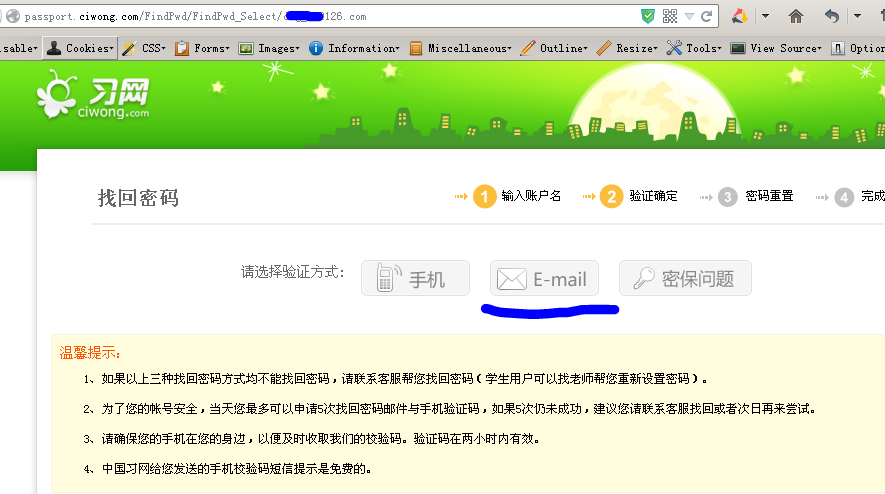 passport.ciwong.com/FindPwd/FindPwd_Select/ 126.com
sable▾ Cookies▾ CSS▾ Forms▾ Images▾ Information▾ Miscellaneous▾ Outline▾ Resize▾ Tools▾ View Source▾ Option
习网
ciwong.com
找回密码
1 输入账户名 2 验证确定 3 密码重置 4 完成
请选择验证方式: 手机 E-mail 密保问题
温馨提示:
1、如果以上三种找回密码方式均不能找回密码,请联系客服帮您找回密码(学生用户可以找老师帮您重新设置密码)。
2、为了您的帐号安全,当天您最多可以申请5次找回密码邮件与手机验证码,如果5次仍未成功,建议您请联系客服找回或者次日再来尝试。
3、请确保您的手机在您的身边,以便及时收取我们的校验码。验证码在两小时内有效。
4、中国习网给您发送的手机校验码短信提示是免费的。